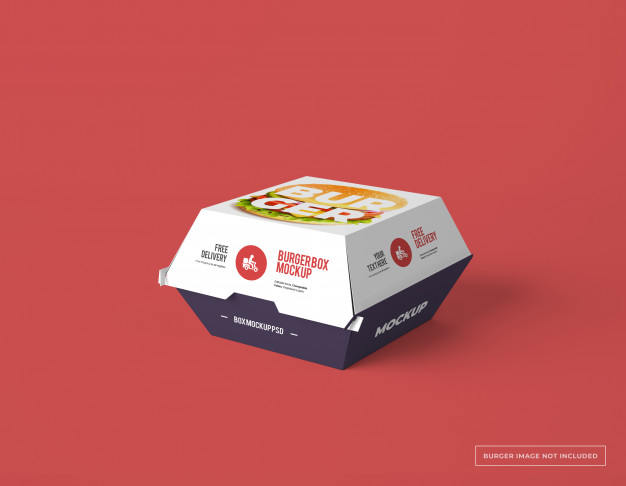 BUR
GER
FREE
DELIVERY
BURGERBOX
MOCKUP
YOUR
TEXT HERE
FREE
DELIVERY
BOXMOCKUPPSD
MOCKUP
BURGER IMAGE NOT INCLUDED